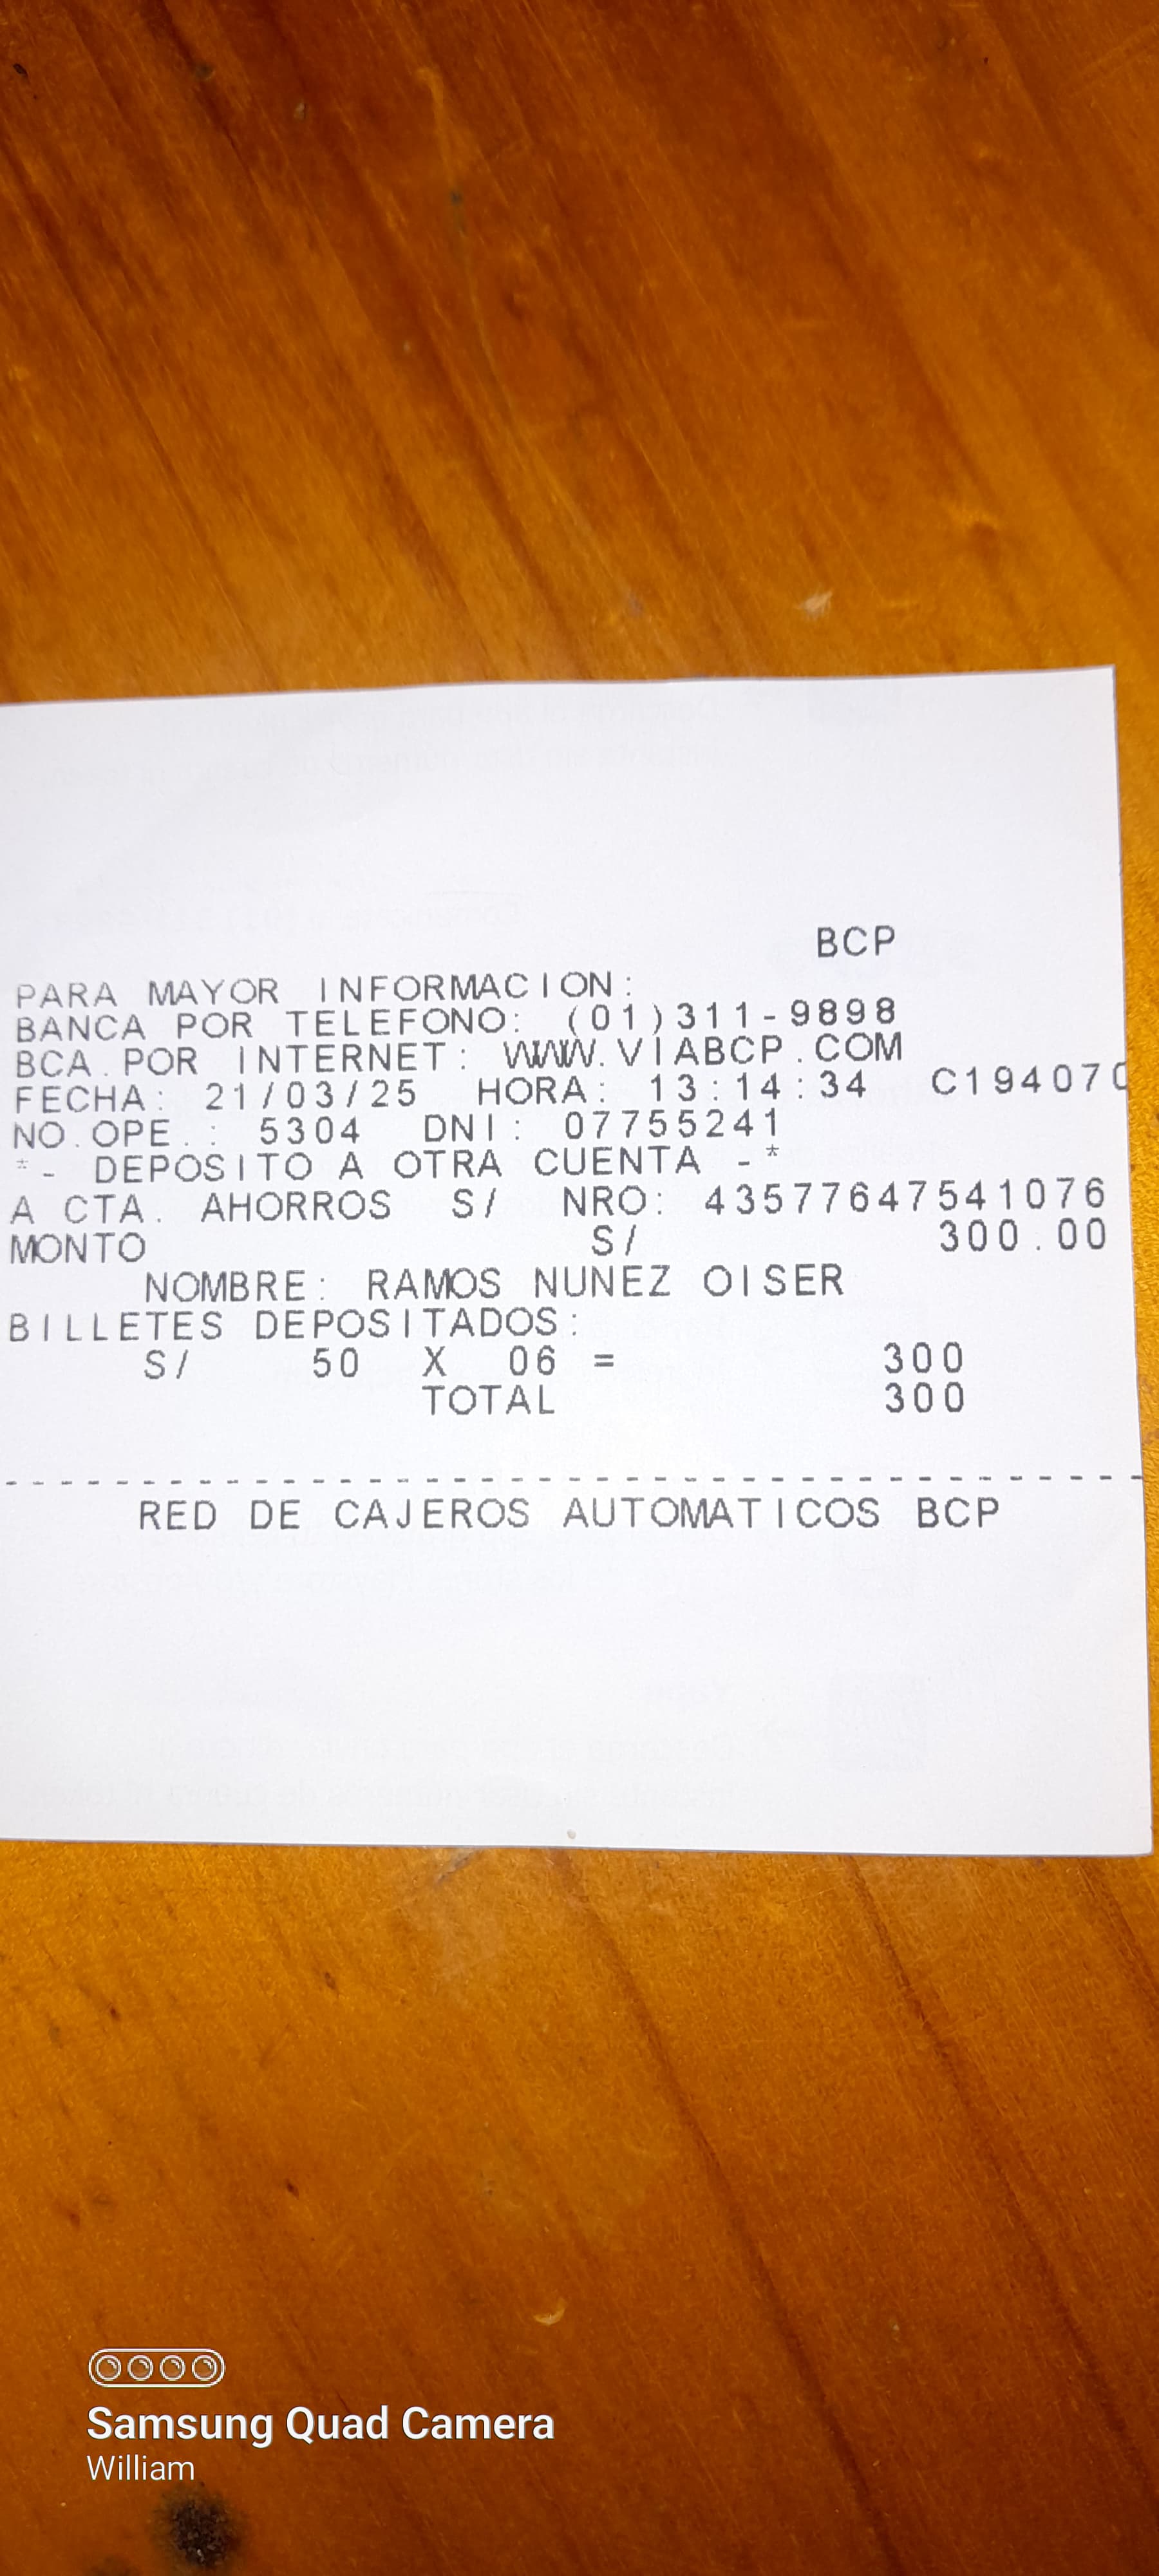 BCP
PARA MAYOR INFORMACION:
BANCA POR TELEFONO: (01)311-9898
BCA.POR INTERNET: WWW.VIABCP.COM
FECHA: 21/03/25 HORA: 13:14:34 C194070
NO.OPE.: 5304 DNI: 07755241
*- DEPOSITO A OTRA CUENTA -*
A CTA. AHORROS S/ NRO: 43577647541076
MONTO S/ 300.00
NOMBRE: RAMOS NUNEZ OISER
BILLETES DEPOSITADOS:
S/ 50 X 06 = 300
TOTAL 300
--------------------------------
RED DE CAJEROS AUTOMATICOS BCP
Samsung Quad Camera
William